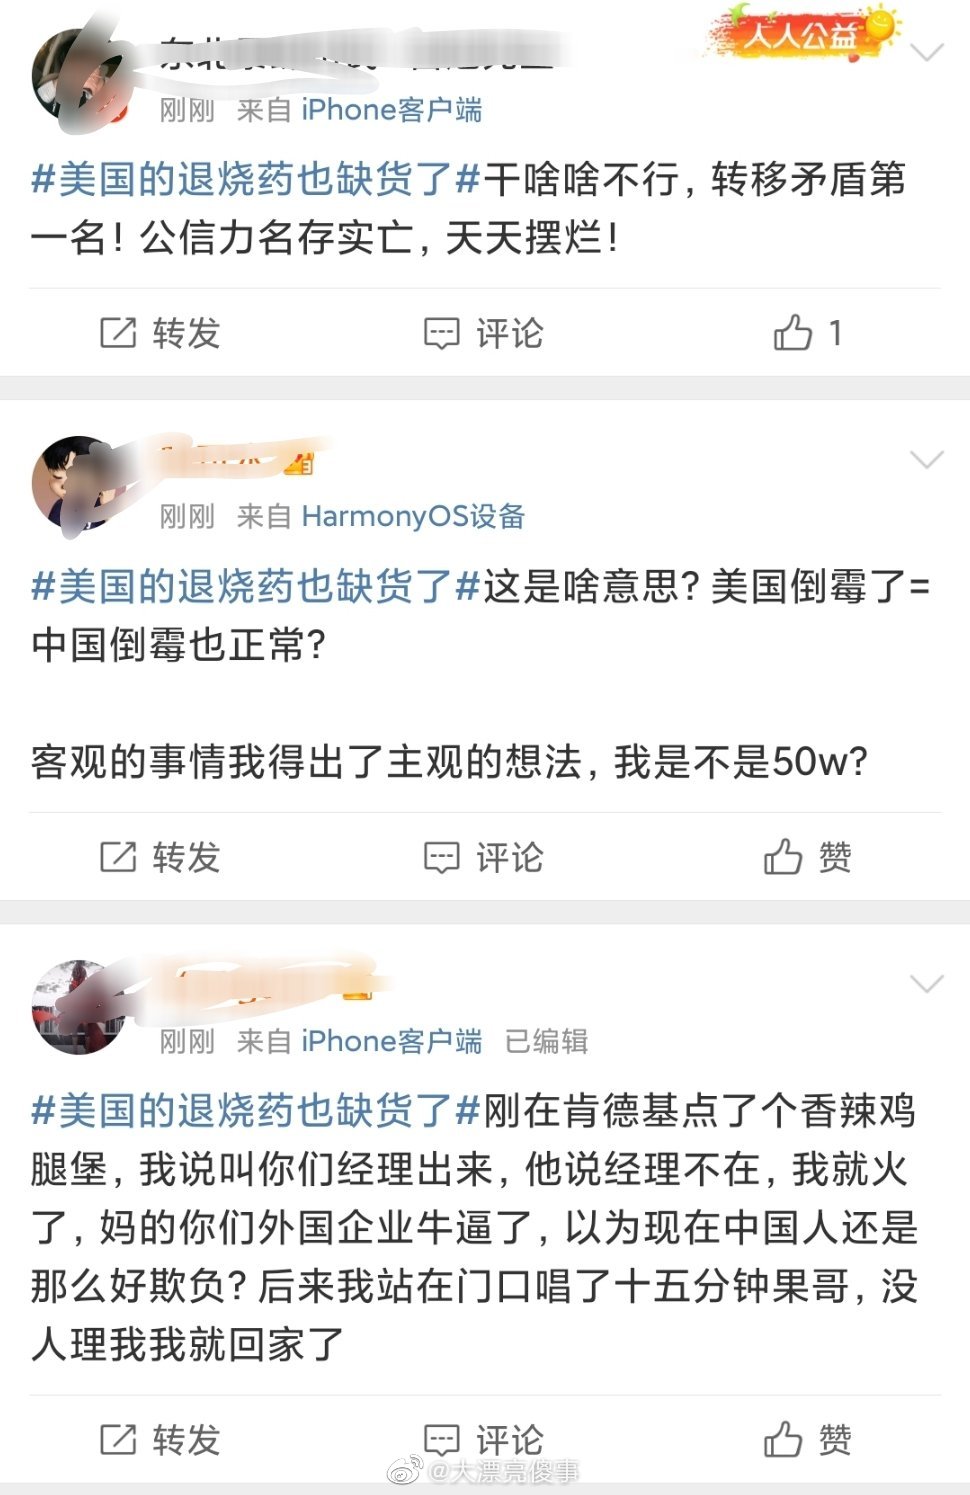 人人公益
刚刚 来自 iPhone客户端
#美国的退烧药也缺货了#干啥啥不行，转移矛盾第
一名！公信力名存实亡，天天摆烂！
转发 评论 1
刚刚 来自 HarmonyOS设备
#美国的退烧药也缺货了#这是啥意思？美国倒霉了=
中国倒霉也正常？
客观的事情我得出了主观的想法，我是不是50w？
转发 评论 赞
刚刚 来自 iPhone客户端 已编辑
#美国的退烧药也缺货了#刚在肯德基点了个香辣鸡
腿堡，我说叫你们经理出来，他说经理不在，我就火
了，妈的你们外国企业牛逼了，以为现在中国人还是
那么好欺负？后来我站在门口唱了十五分钟果哥，没
人理我我就回家了
转发 评论 赞
@大漂亮傻事